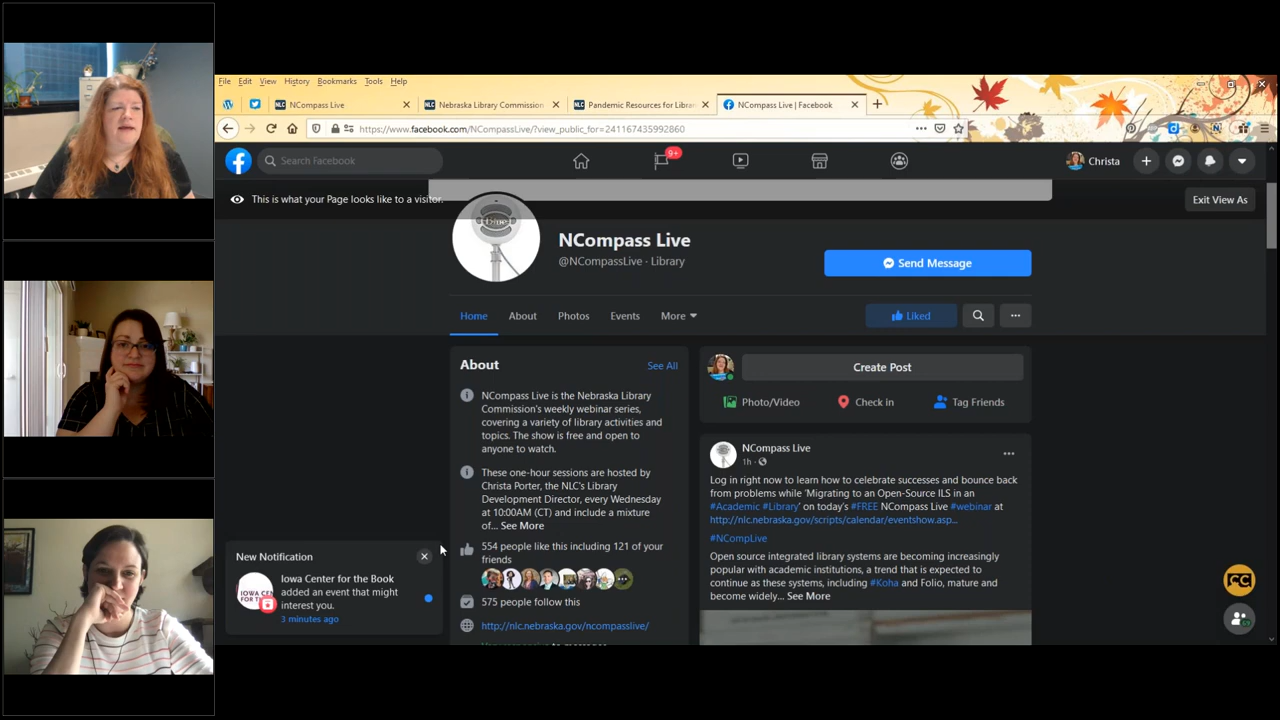 File Edit View History Bookmarks Tools Help
NCompass Live
Nebraska Library Commission
Pandemic Resources for Librar
NCompass Live | Facebook
https://www.facebook.com/NCompassLive/?view_public_for=241167435992860
Search Facebook
9+
Christa
This is what your Page looks like to a visitor.
Exit View As
Blue
NCompass Live
@NCompassLive · Library
Send Message
Home About Photos Events More
Liked
About
See All
NCompass Live is the Nebraska Library
Commission's weekly webinar series,
covering a variety of library activities and
topics. The show is free and open to
anyone to watch.
These one-hour sessions are hosted by
Christa Porter, the NLC's Library
Development Director, every Wednesday
at 10:00AM (CT) and include a mixture
of... See More
554 people like this including 121 of your
friends
575 people follow this
http://nlc.nebraska.gov/ncompasslive/
Create Post
Photo/Video
Check in
Tag Friends
NCompass Live
1h ·
Log in right now to learn how to celebrate successes and bounce back
from problems while 'Migrating to an Open-Source ILS in an
#Academic #Library' on today's #FREE NCompass Live #webinar at
http://nlc.nebraska.gov/scripts/calendar/eventshow.asp...
#NCompLive
Open source integrated library systems are becoming increasingly
popular with academic institutions, a trend that is expected to
continue as these systems, including #Koha and Folio, mature and
become widely... See More
New Notification
Iowa Center for the Book
added an event that might
interest you.
3 minutes ago
CC